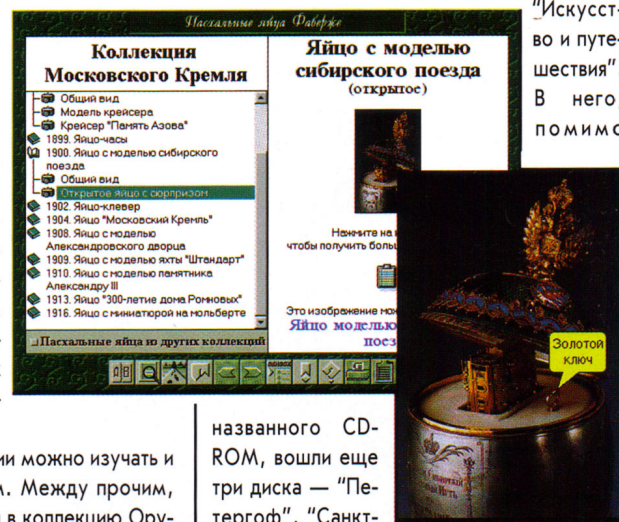 Пасхальные яйца Фаберже
Коллекция
Московского Кремля
Общий вид
Модель крейсера
Крейсер "Память Азова"
1899. Яйцо-часы
1900. Яйцо с моделью сибирского
поезда
Общий вид
Открытое яйцо с сюрпризом
1902. Яйцо-клевер
1904. Яйцо "Московский Кремль"
1908. Яйцо с моделью
Александровского дворца
1909. Яйцо с моделью яхты "Штандарт"
1910. Яйцо с моделью памятника
Александру III
1913. Яйцо "300-летие дома Ромновых"
1916. Яйцо с миниатюрой на мольберте
Пасхальные яйца из других коллекций
Яйцо с моделью
сибирского поезда
(открытое)
Нажмите на
чтобы получить
Это изображение
Яйцо моделью
"Искусст-
во и путе-
шествия".
В него,
помимо
Золотой
ключ
ии можно изучать и
м. Между прочим,
в коллекцию Ору-
названного CD-
ROM, вошли еще
три диска — "Пе-
тергоф", "Санкт-